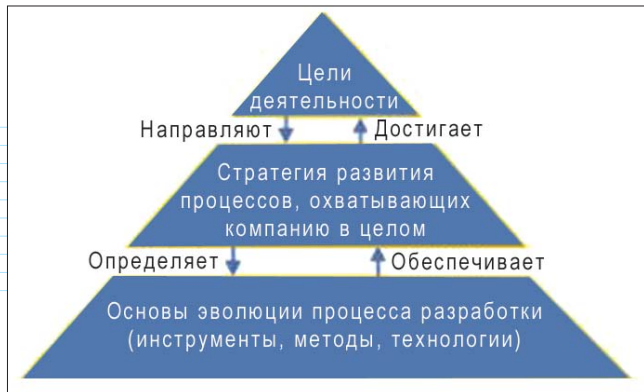 Цели
деятельности
Направляют
Достигает
Стратегия развития
процессов, охватывающих
компанию в целом
Определяет
Обеспечивает
Основы эволюции процесса разработки
(инструменты, методы, технологии)